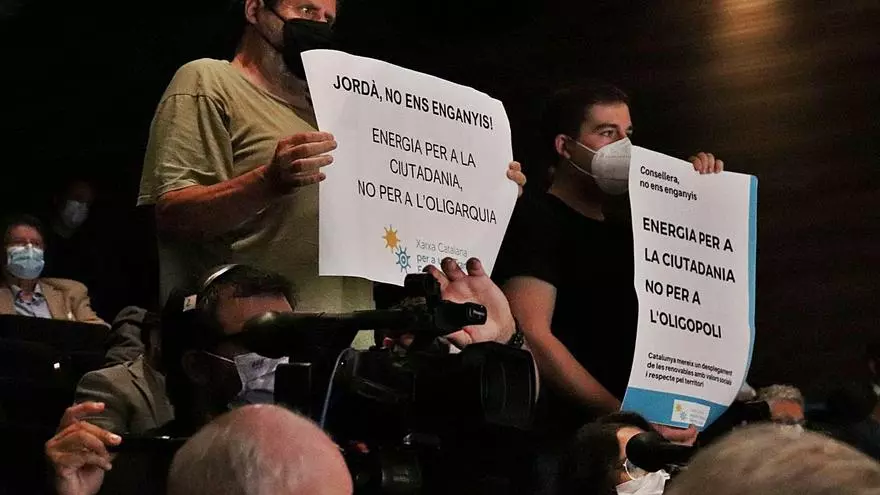 JORDÀ, NO ENS ENGANYIS!
ENERGIA PER A LA
CIUTADANIA,
NO PER A L'OLIGARQUIA
Xarxa Catalana
per a u
Consellera,
no ens enganyis
ENERGIA PER A
LA CIUTADANIA
NO PER A
L'OLIGOPOLI
Catalunya mereix un desplegament
de les renovables amb valors socials
i respecte pel territori